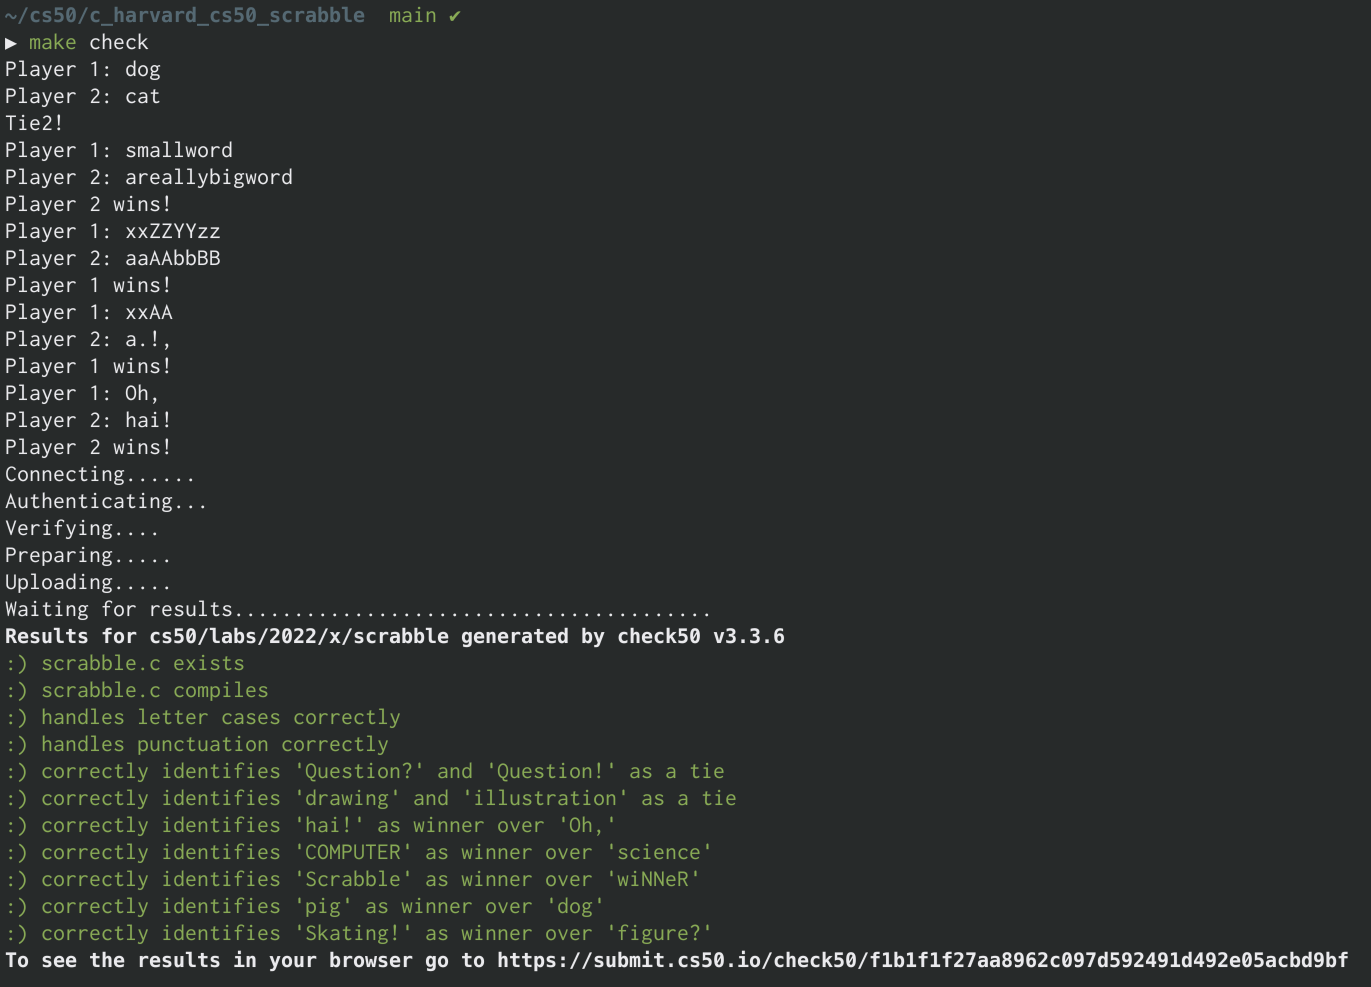 ~/cs50/c_harvard_cs50_scrabble main ✔
▶ make check
Player 1: dog
Player 2: cat
Tie2!
Player 1: smallword
Player 2: areallybigword
Player 2 wins!
Player 1: xxZZYYzz
Player 2: aaAAbbBB
Player 1 wins!
Player 1: xxAA
Player 2: a.!,
Player 1 wins!
Player 1: Oh,
Player 2: hai!
Player 2 wins!
Connecting......
Authenticating...
Verifying....
Preparing.....
Uploading.....
Waiting for results........................................
Results for cs50/labs/2022/x/scrabble generated by check50 v3.3.6
:) scrabble.c exists
:) scrabble.c compiles
:) handles letter cases correctly
:) handles punctuation correctly
:) correctly identifies 'Question?' and 'Question!' as a tie
:) correctly identifies 'drawing' and 'illustration' as a tie
:) correctly identifies 'hai!' as winner over 'Oh,'
:) correctly identifies 'COMPUTER' as winner over 'science'
:) correctly identifies 'Scrabble' as winner over 'wiNNeR'
:) correctly identifies 'pig' as winner over 'dog'
:) correctly identifies 'Skating!' as winner over 'figure?'
To see the results in your browser go to https://submit.cs50.io/check50/f1b1f1f27aa8962c097d592491d492e05acbd9bf